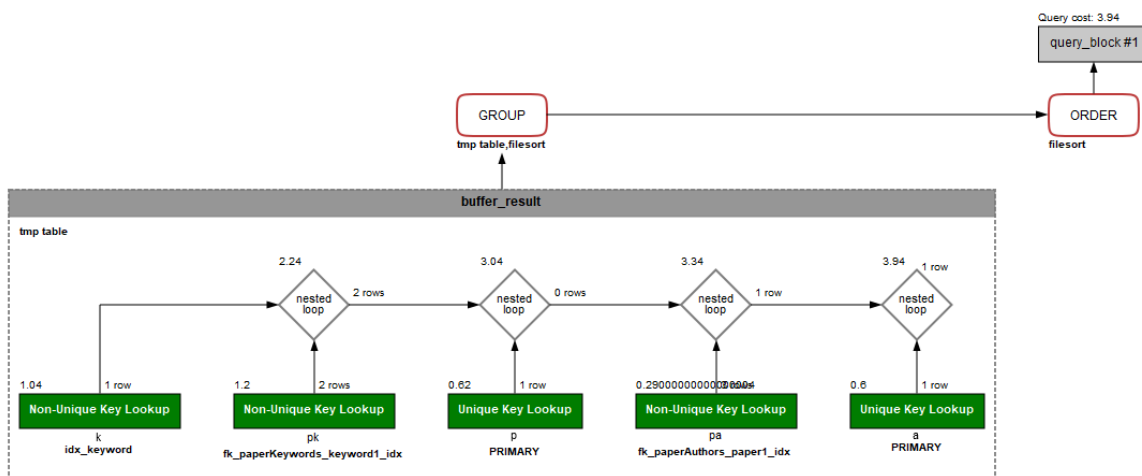 Query cost: 3.94
query_block #1
GROUP
ORDER
tmp table,filesort
filesort
buffer_result
tmp table
2.24
3.04
3.34
3.94
1 row
nested
loop
2 rows
nested
loop
0 rows
nested
loop
1 row
nested
loop
1.04
1 row
1.2
2 rows
0.62
1 row
0.29000000000000004
0.6
1 row
Non-Unique Key Lookup
Non-Unique Key Lookup
Unique Key Lookup
Non-Unique Key Lookup
Unique Key Lookup
k
pk
p
pa
a
idx_keyword
fk_paperKeywords_keyword1_idx
PRIMARY
fk_paperAuthors_paper1_idx
PRIMARY